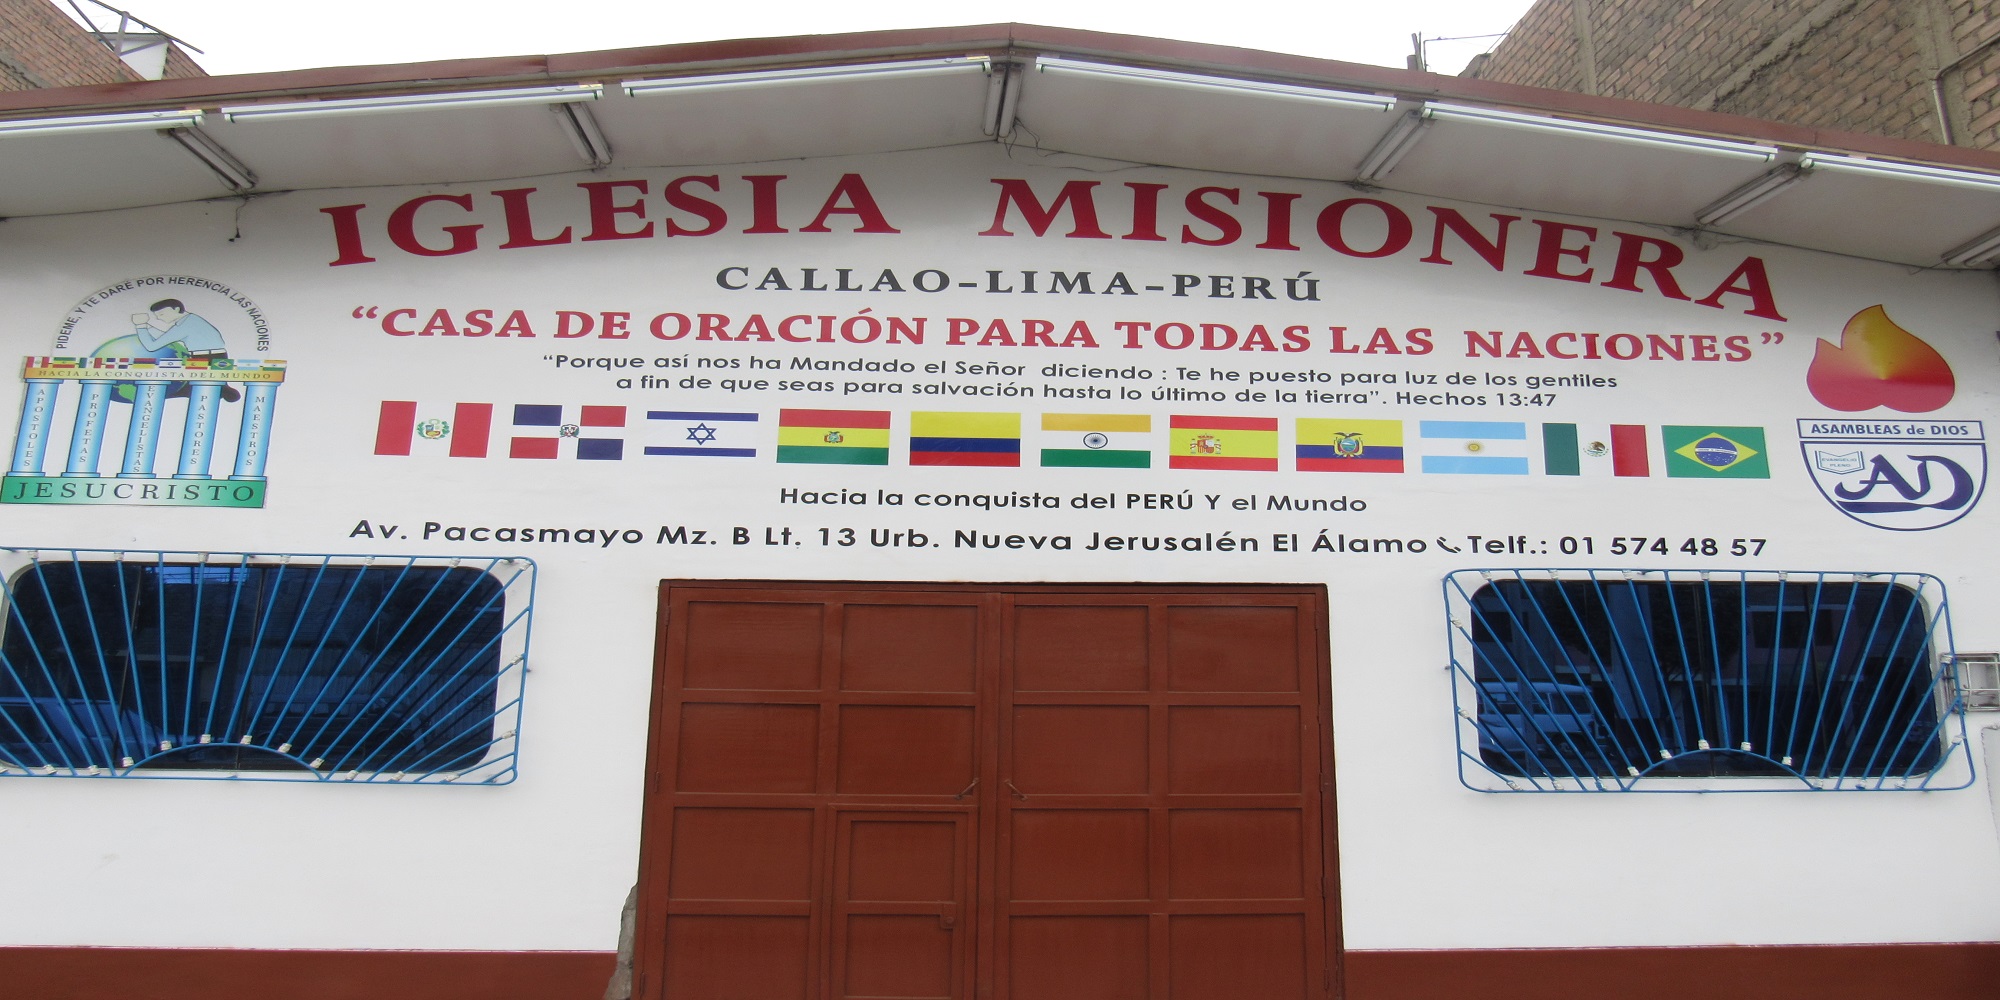 IGLESIA MISIONERA
CALLAO-LIMA-PERÚ
“CASA DE ORACIÓN PARA TODAS LAS NACIONES”
“Porque así nos ha Mandado el Señor diciendo : Te he puesto para luz de los gentiles
a fin de que seas para salvación hasta lo último de la tierra”. Hechos 13:47
Hacia la conquista del PERÚ Y el Mundo
Av. Pacasmayo Mz. B Lt. 13 Urb. Nueva Jerusalén El Álamo Telf.: 01 574 48 57
PIDEME, Y TE DARE POR HERENCIA LAS NACIONES
HACIA LA CONQUISTA DEL MUNDO
APOSTOLES
PROFETAS
EVANGELISTAS
PASTORES
MAESTROS
JESUCRISTO
ASAMBLEAS de DIOS
EVANGELIO
PLENO
AD